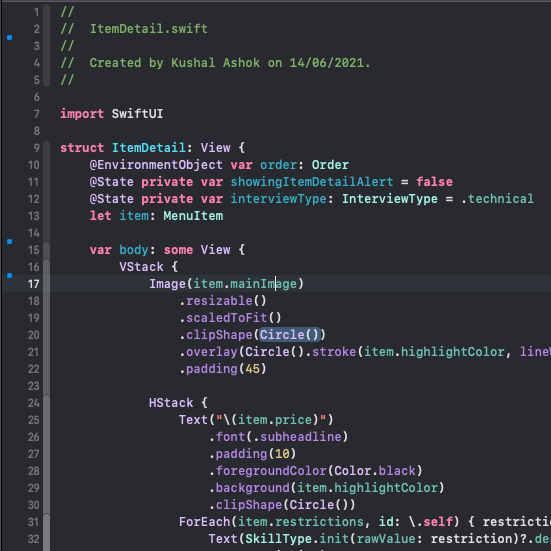 1 //
2 //  ItemDetail.swift
3 //
4 //  Created by Kushal Ashok on 14/06/2021.
5 //
6
7 import SwiftUI
8
9 struct ItemDetail: View {
10     @EnvironmentObject var order: Order
11     @State private var showingItemDetailAlert = false
12     @State private var interviewType: InterviewType = .technical
13     let item: MenuItem
14
15     var body: some View {
16         VStack {
17             Image(item.mainImage)
18                 .resizable()
19                 .scaledToFit()
20                 .clipShape(Circle())
21                 .overlay(Circle().stroke(item.highlightColor,
22                 .padding(45)
23
24             HStack {
25                 Text("\(item.price)")
26                     .font(.subheadline)
27                     .padding(10)
28                     .foregroundColor(Color.black)
29                     .background(item.highlightColor)
30                     .clipShape(Circle())
31                 ForEach(item.restrictions, id: \.self) {
32                     Text(SkillType.init(rawValue: restriction)?.